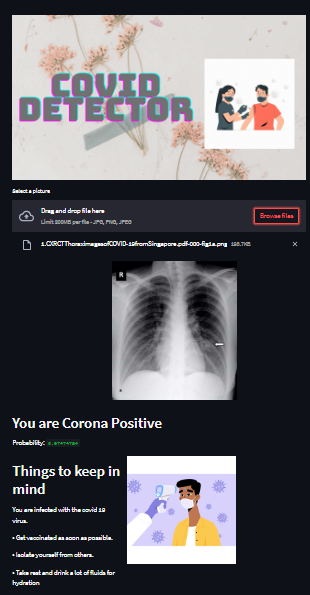 COVID
DETECTOR
Select a picture
Drag and drop file here
Limit 200MB per file • JPG, PNG, JPEG
Browse files
1.CXRCTThoraximagesofCOVID-19fromSingapore.pdf-000-fig1a.png 198.7KB
R
You are Corona Positive
Probability:
Things to keep in
mind
You are infected with the covid 19
virus.
• Get vaccinated as soon as possible.
• Isolate yourself from others.
• Take rest and drink a lot of fluids for
hydration